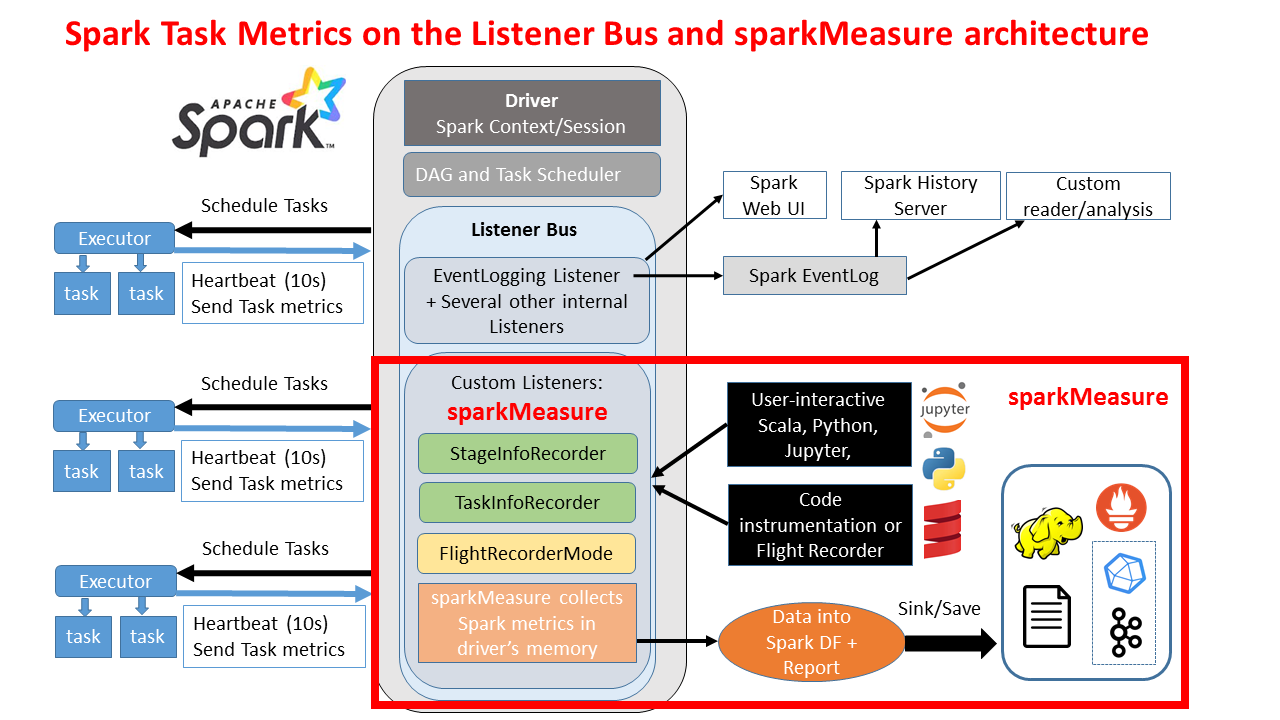 Spark Task Metrics on the Listener Bus and sparkMeasure architecture
APACHE
Spark™
Driver
Spark Context/Session
DAG and Task Scheduler
Listener Bus
EventLogging Listener
+ Several other internal
Listeners
Spark
Web UI
Spark History
Server
Custom
reader/analysis
Spark EventLog
Schedule Tasks
Executor
task
task
Heartbeat (10s)
Send Task metrics
Schedule Tasks
Executor
task
task
Heartbeat (10s)
Send Task metrics
Schedule Tasks
Executor
task
task
Heartbeat (10s)
Send Task metrics
Custom Listeners:
sparkMeasure
StageInfoRecorder
TaskInfoRecorder
FlightRecorderMode
sparkMeasure collects
Spark metrics in
driver's memory
User-interactive
Scala, Python,
Jupyter,
jupyter
sparkMeasure
Code
instrumentation or
Flight Recorder
Data into
Spark DF +
Report
Sink/Save